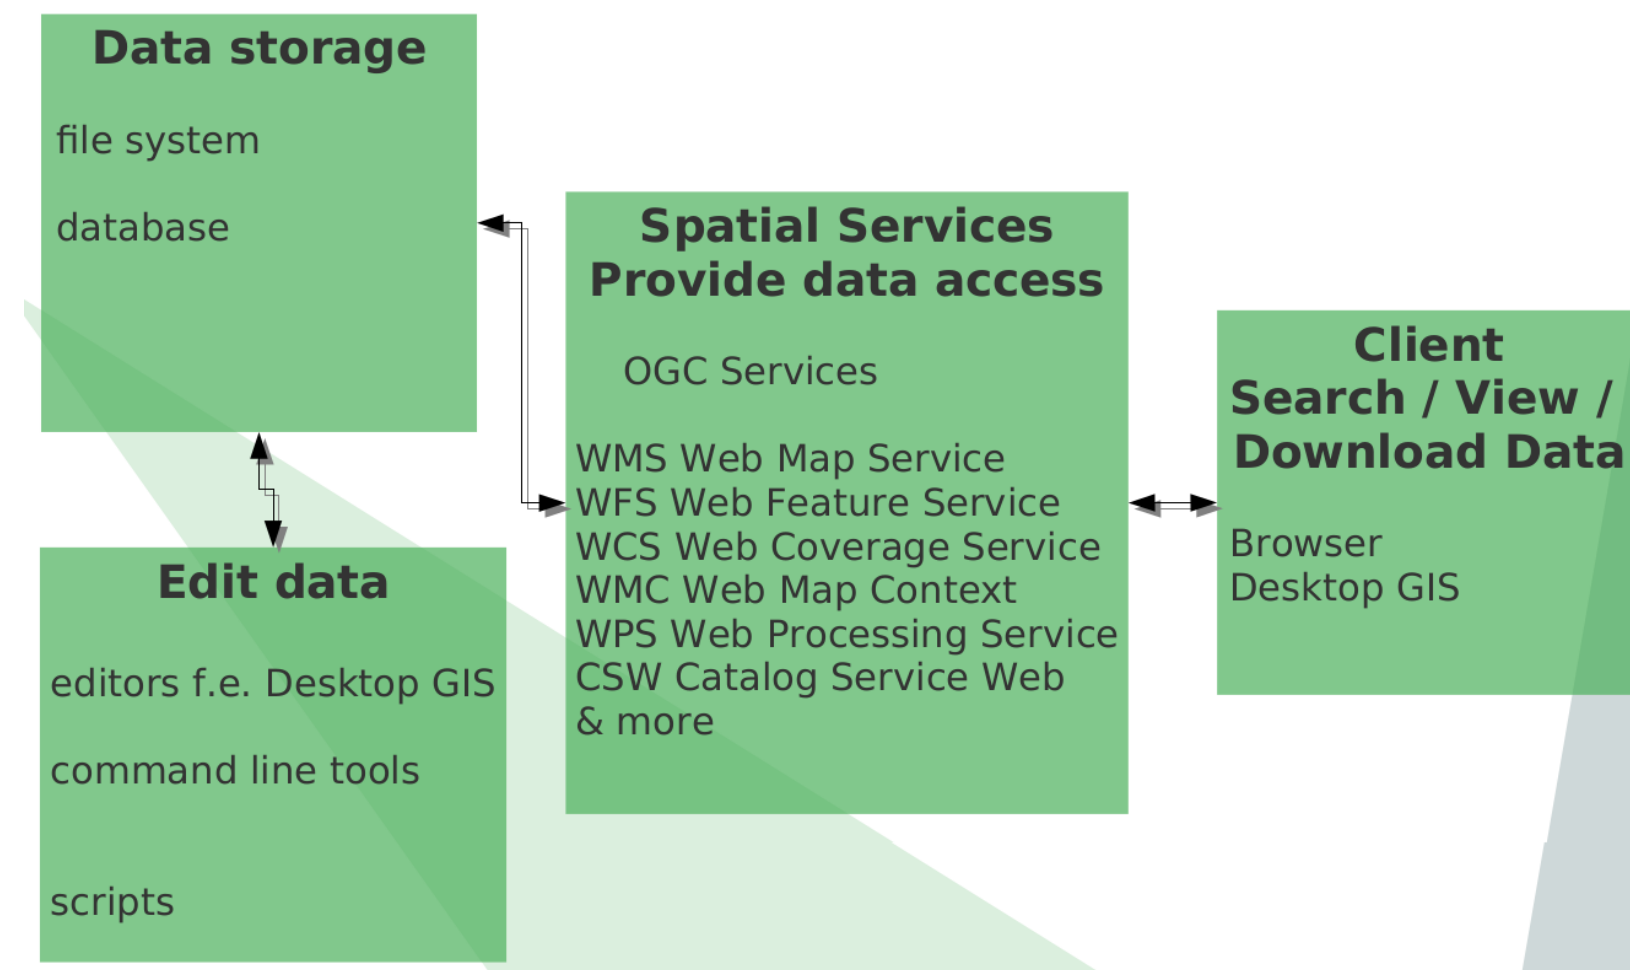 Data storage
file system
database
Edit data
editors f.e. Desktop GIS
command line tools
scripts
Spatial Services
Provide data access
OGC Services
WMS Web Map Service
WFS Web Feature Service
WCS Web Coverage Service
WMC Web Map Context
WPS Web Processing Service
CSW Catalog Service Web
& more
Client
Search / View /
Download Data
Browser
Desktop GIS